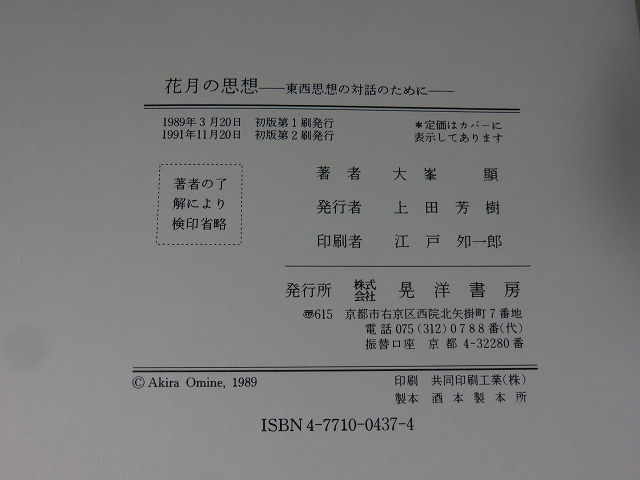 花月の思想——東西思想の対話のために——
1989年3月20日 初版第1刷発行
1991年11月20日 初版第2刷発行
＊定価はカバーに
表示してあります
著者の了
解により
検印省略
著者 大峯 顯
発行者 上田芳樹
印刷者 江戸夘一郎
発行所 株式会社 晃洋書房
〠615 京都市右京区西院北矢掛町7番地
電話 075(312)0788番(代)
振替口座 京都4-32280番
© Akira Omine, 1989
印刷 共同印刷工業(株)
製本 酒本製本所
ISBN4-7710-0437-4